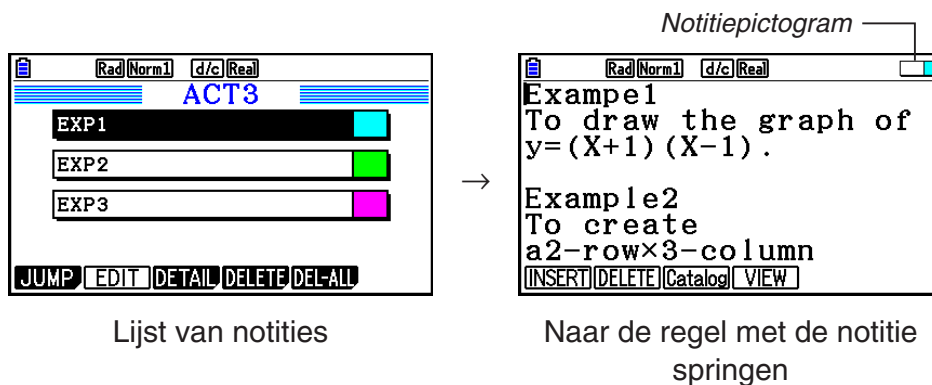 Notitiepictogram
Rad Norm1 d/c Real
ACT3
EXP1
EXP2
EXP3
JUMP EDIT DETAIL DELETE DEL-ALL
Lijst van notities
→
Rad Norm1 d/c Real
Exampe1
To draw the graph of
y=(X+1)(X-1).
Example2
To create
a2-row×3-column
INSERT DELETE Catalog VIEW
Naar de regel met de notitie
springen